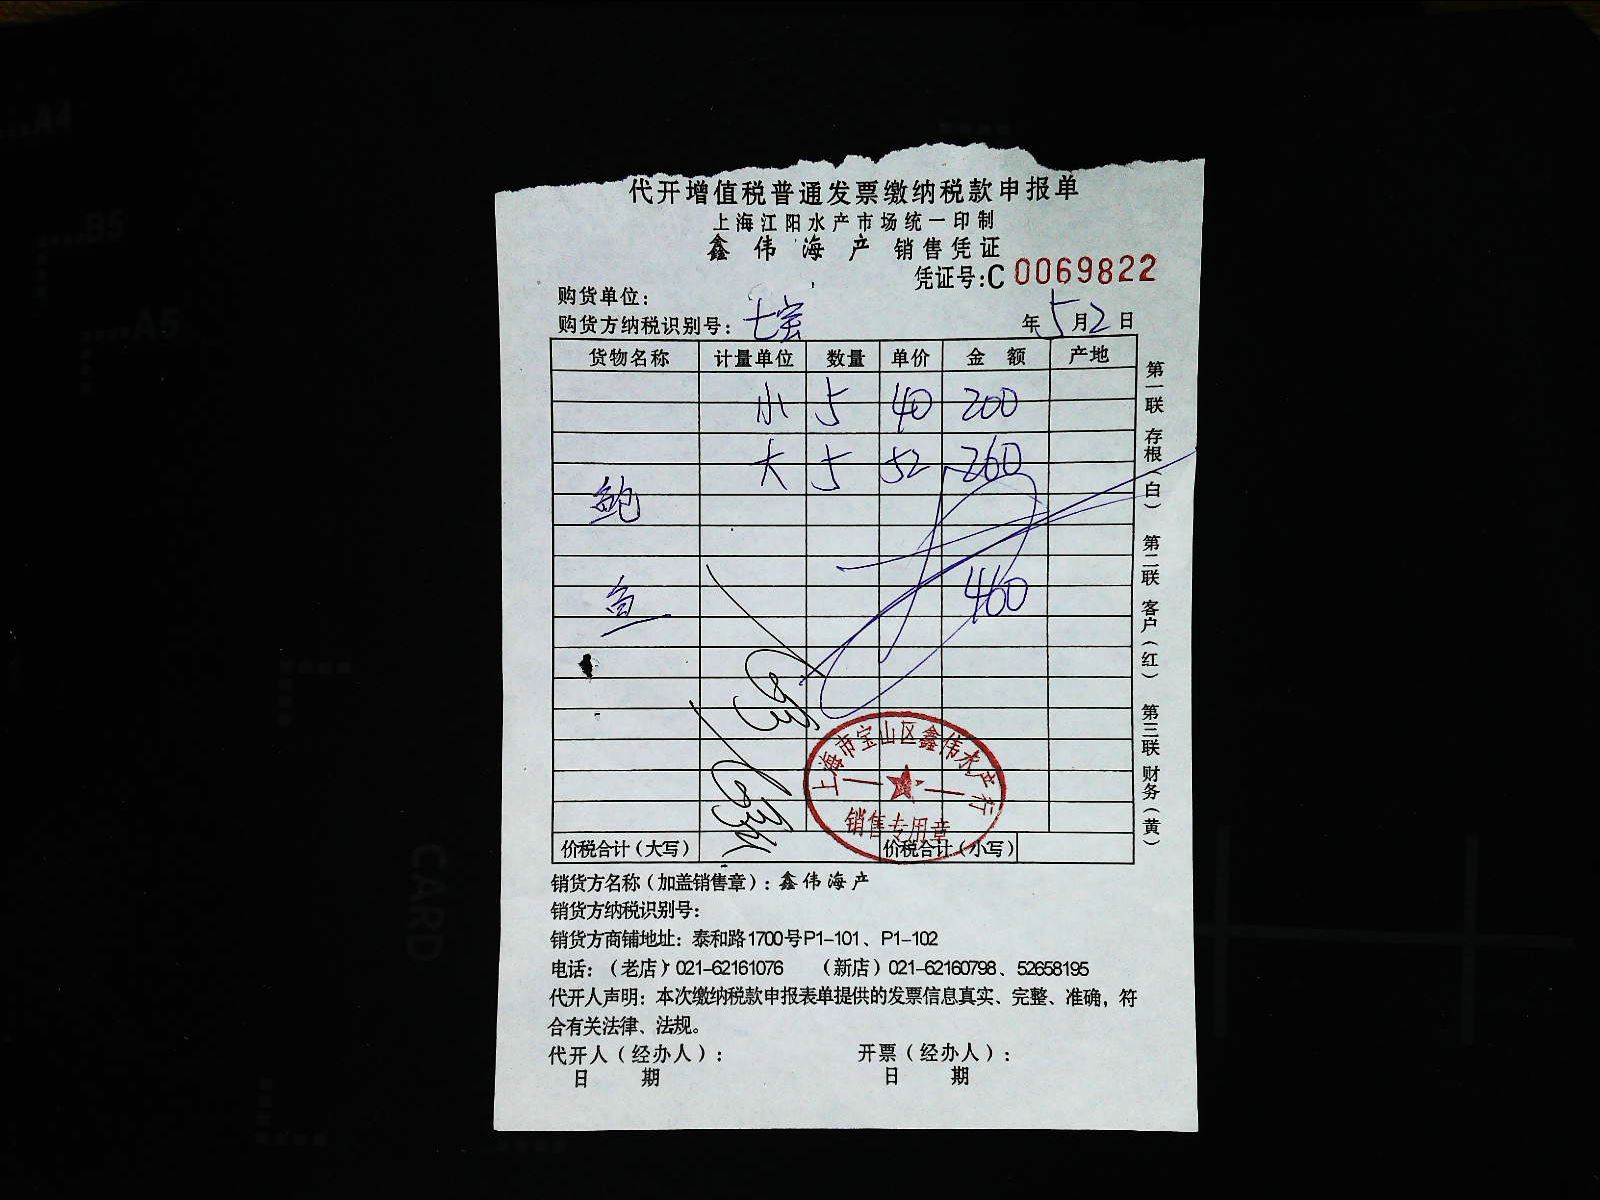 代开增值税普通发票缴纳税款申报单
上海江阳水产市场统一印制
鑫伟海产 销售凭证
凭证号:C 0069822
购货单位:
购货方纳税识别号: 七宝 年5月2日
货物名称 计量单位 数量 单价 金额 产地
小 5 40 200
大 5 52 260
鲍
鱼 460
价税合计(大写) 价税合计(小写)
上海市宝山区鑫伟水产行
销售专用章
第一联 存根(白) 第二联 客户(红) 第三联 财务(黄)
销货方名称(加盖销售章): 鑫伟海产
销货方纳税识别号:
销货方商铺地址: 泰和路1700号P1-101、P1-102
电话:(老店)021-62161076 (新店)021-62160798、52658195
代开人声明: 本次缴纳税款申报表单提供的发票信息真实、完整、准确,符
合有关法律、法规。
代开人(经办人): 开票(经办人):
日 期 日 期
A4
B5
A5
CARD